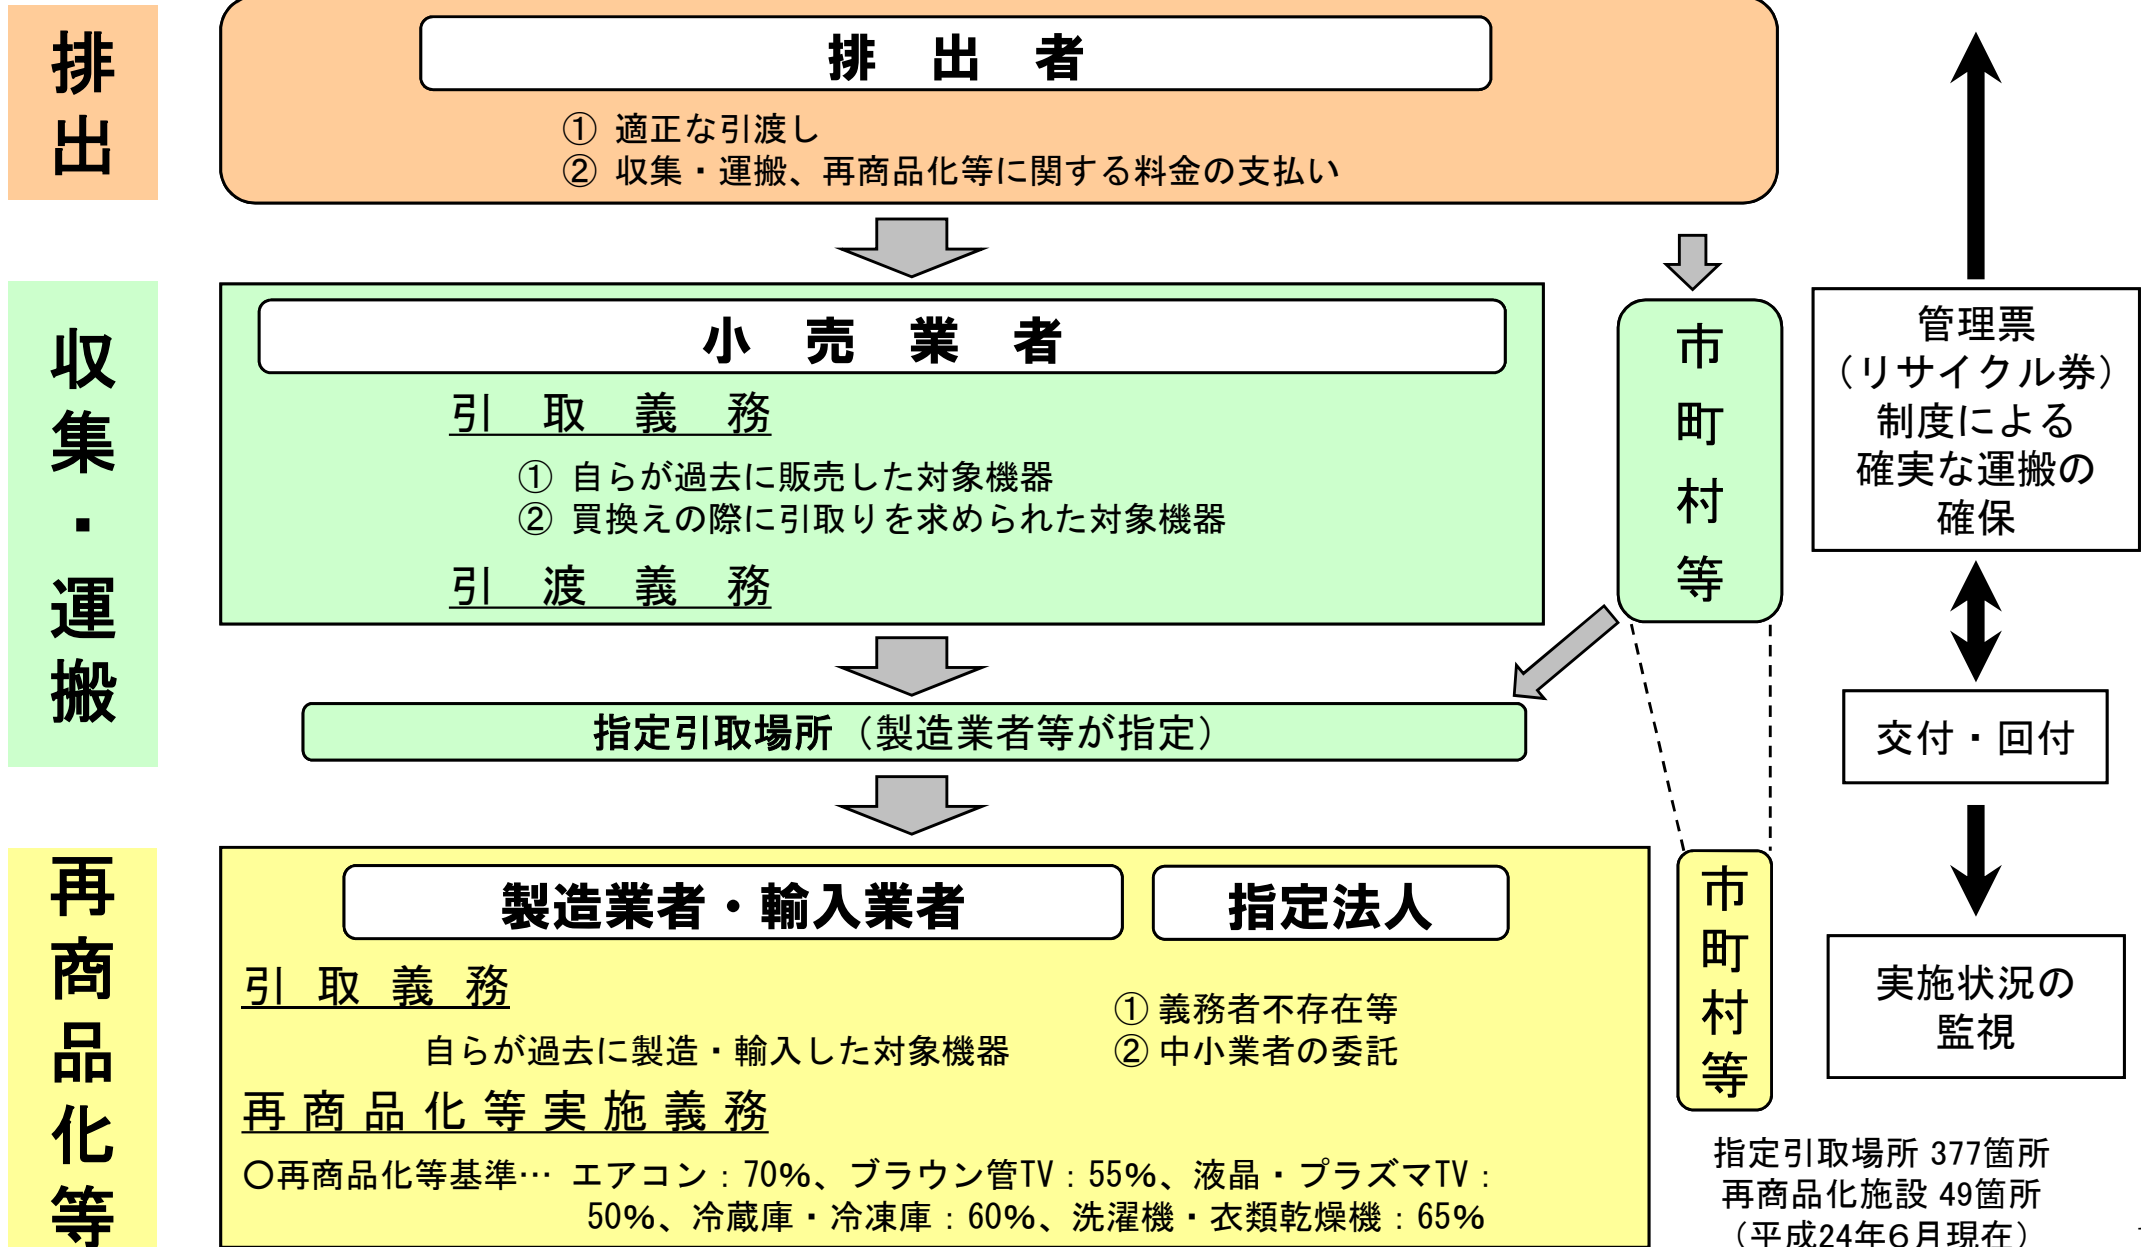 排出
排　出　者
① 適正な引渡し
② 収集・運搬、再商品化等に関する料金の支払い
収集・運搬
小　売　業　者
引　取　義　務
① 自らが過去に販売した対象機器
② 買換えの際に引取りを求められた対象機器
引　渡　義　務
市町村等
管理票
（リサイクル券）
制度による
確実な運搬の
確保
指定引取場所（製造業者等が指定）
交付・回付
再商品化等
製造業者・輸入業者
指定法人
引　取　義　務
自らが過去に製造・輸入した対象機器
① 義務者不存在等
② 中小業者の委託
再商品化等実施義務
○再商品化等基準… エアコン：70％、ブラウン管TV：55％、液晶・プラズマTV：
50％、冷蔵庫・冷凍庫：60％、洗濯機・衣類乾燥機：65％
市町村等
実施状況の
監視
指定引取場所 377箇所
再商品化施設 49箇所
（平成24年６月現在）